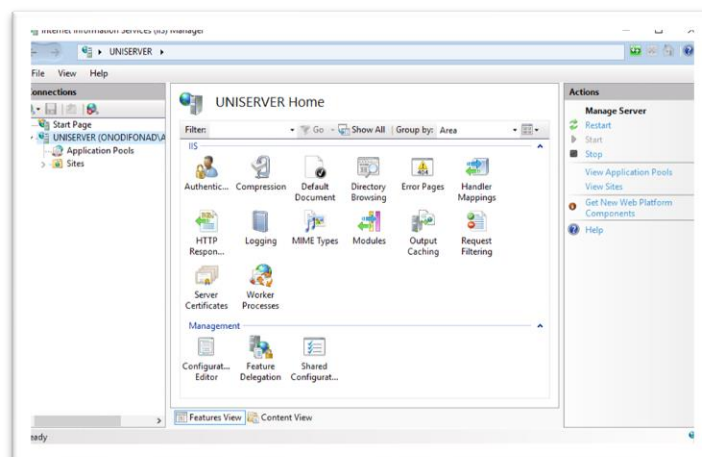 Internet Information Services (IIS) Manager
UNISERVER
File View Help
Connections
Start Page
UNISERVER (ONODIFONAD\A
Application Pools
Sites
UNISERVER Home
Filter: Go Show All Group by: Area
IIS
Authentic... Compression Default Document Directory Browsing Error Pages Handler Mappings
HTTP Respon... Logging MIME Types Modules Output Caching Request Filtering
Server Certificates Worker Processes
Management
Configurat... Editor Feature Delegation Shared Configurat...
Features View Content View
Actions
Manage Server
Restart
Start
Stop
View Application Pools
View Sites
Get New Web Platform
Components
Help